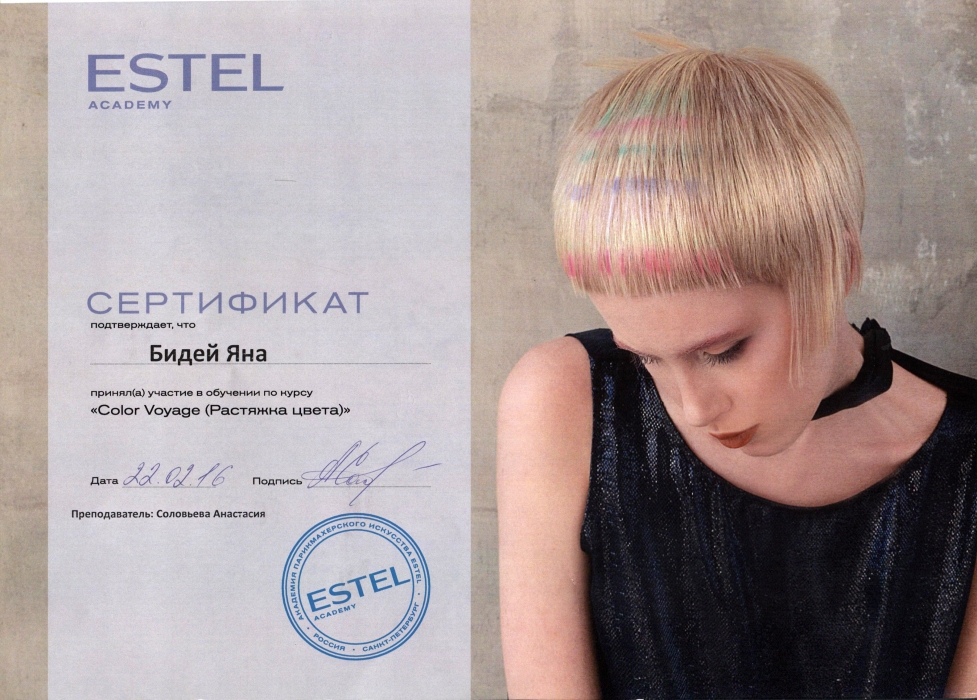 ESTEL
ACADEMY
СЕРТИФИКАТ
подтверждает, что
Бидей Яна
принял(а) участие в обучении по курсу
«Color Voyage (Растяжка цвета)»
Дата 22.02.16 Подпись
Преподаватель: Соловьева Анастасия
АКАДЕМИЯ ПАРИКМАХЕРСКОГО ИСКУССТВА ESTEL
ESTEL
ACADEMY
• РОССИЯ • САНКТ-ПЕТЕРБУРГ •